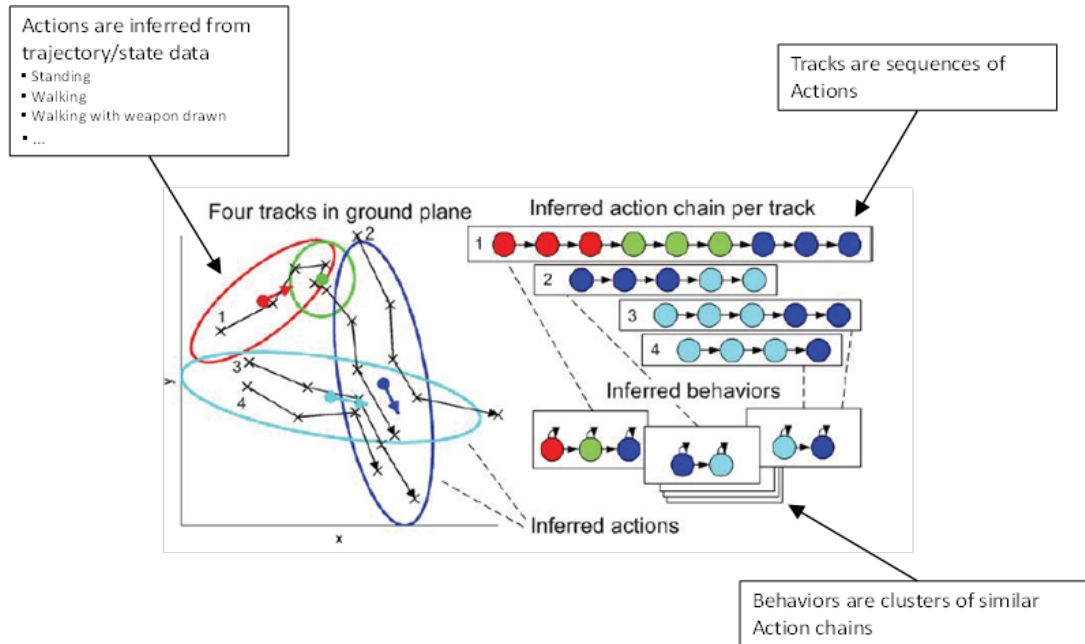 Actions are inferred from
trajectory/state data
▪ Standing
▪ Walking
▪ Walking with weapon drawn
▪ ...
Tracks are sequences of
Actions
Four tracks in ground plane
Inferred action chain per track
1
2
3
4
y
x
1
2
3
4
Inferred behaviors
Inferred actions
Behaviors are clusters of similar
Action chains